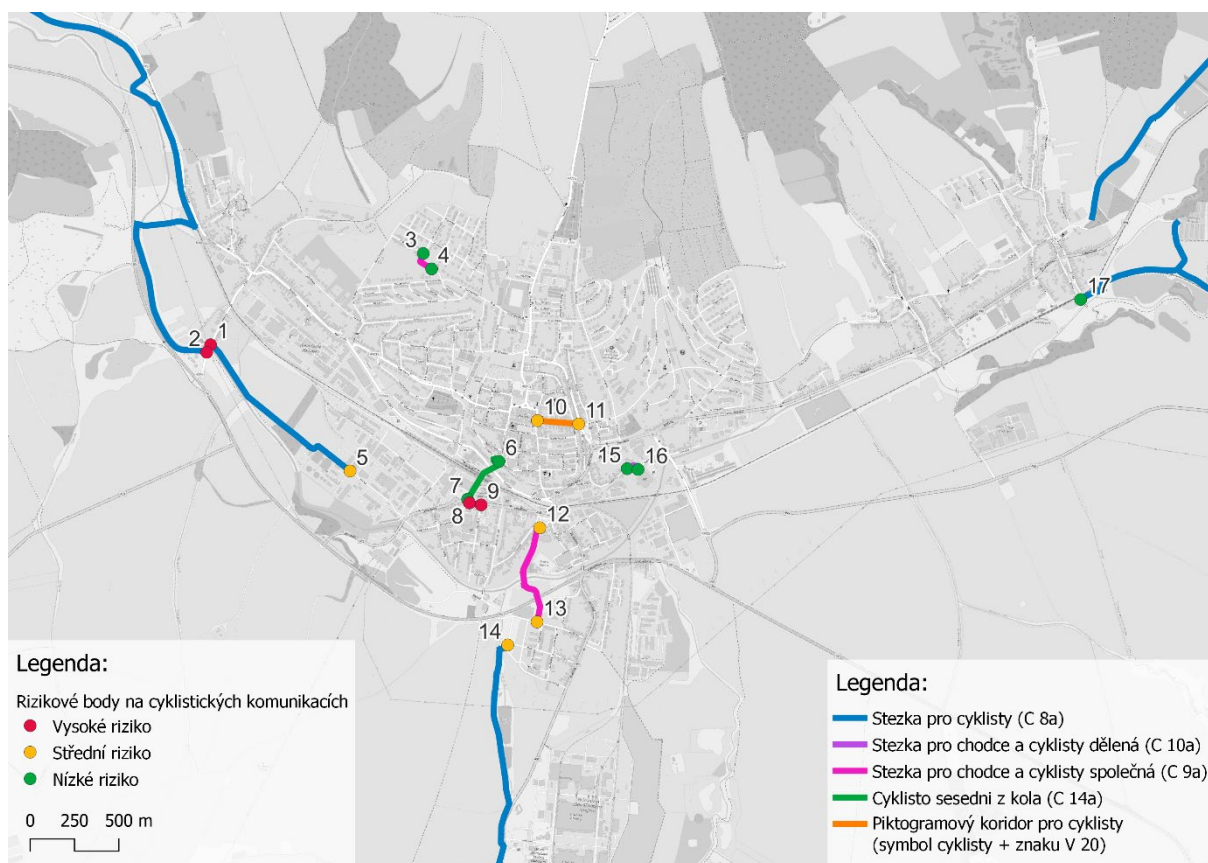 3
4
17
1
2
10
11
5
6
15
16
7
9
8
12
13
14
Legenda:
Rizikové body na cyklistických komunikacích
Vysoké riziko
Střední riziko
Nízké riziko
0 250 500 m
Legenda:
Stezka pro cyklisty (C 8a)
Stezka pro chodce a cyklisty dělená (C 10a)
Stezka pro chodce a cyklisty společná (C 9a)
Cyklisto sesedni z kola (C 14a)
Piktogramový koridor pro cyklisty
(symbol cyklisty + znaku V 20)